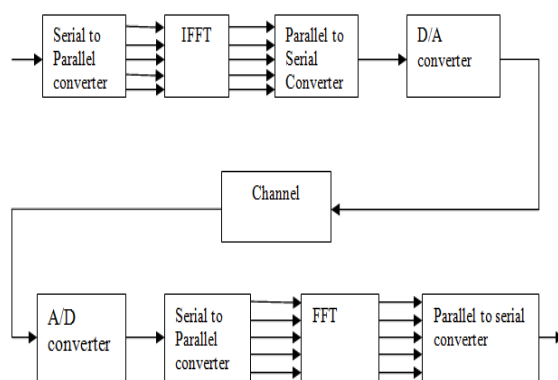 Serial to
Parallel
converter
IFFT
Parallel to
Serial
Converter
D/A
converter
Channel
A/D
converter
Serial to
Parallel
converter
FFT
Parallel to serial
converter